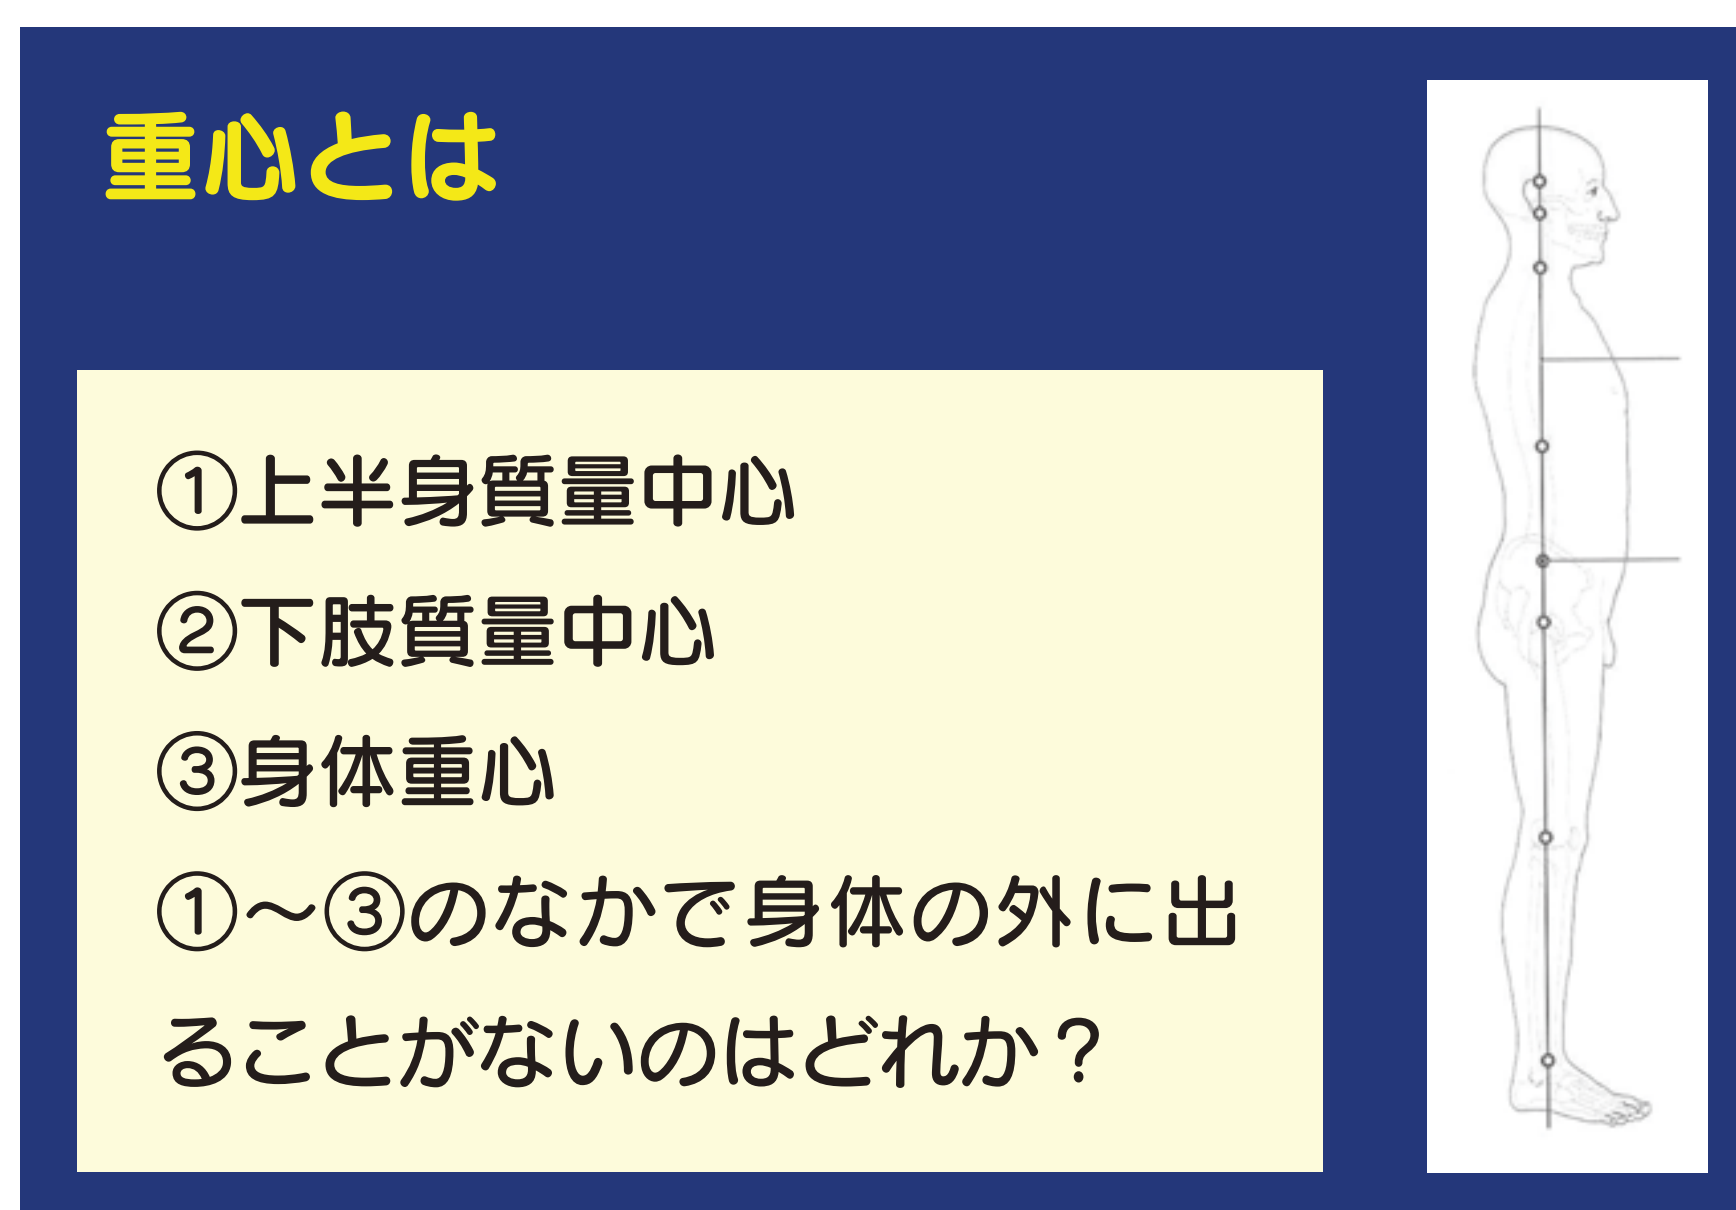 重心とは
①上半身質量中心
②下肢質量中心
③身体重心
①～③のなかで身体の外に出
ることがないのはどれか？